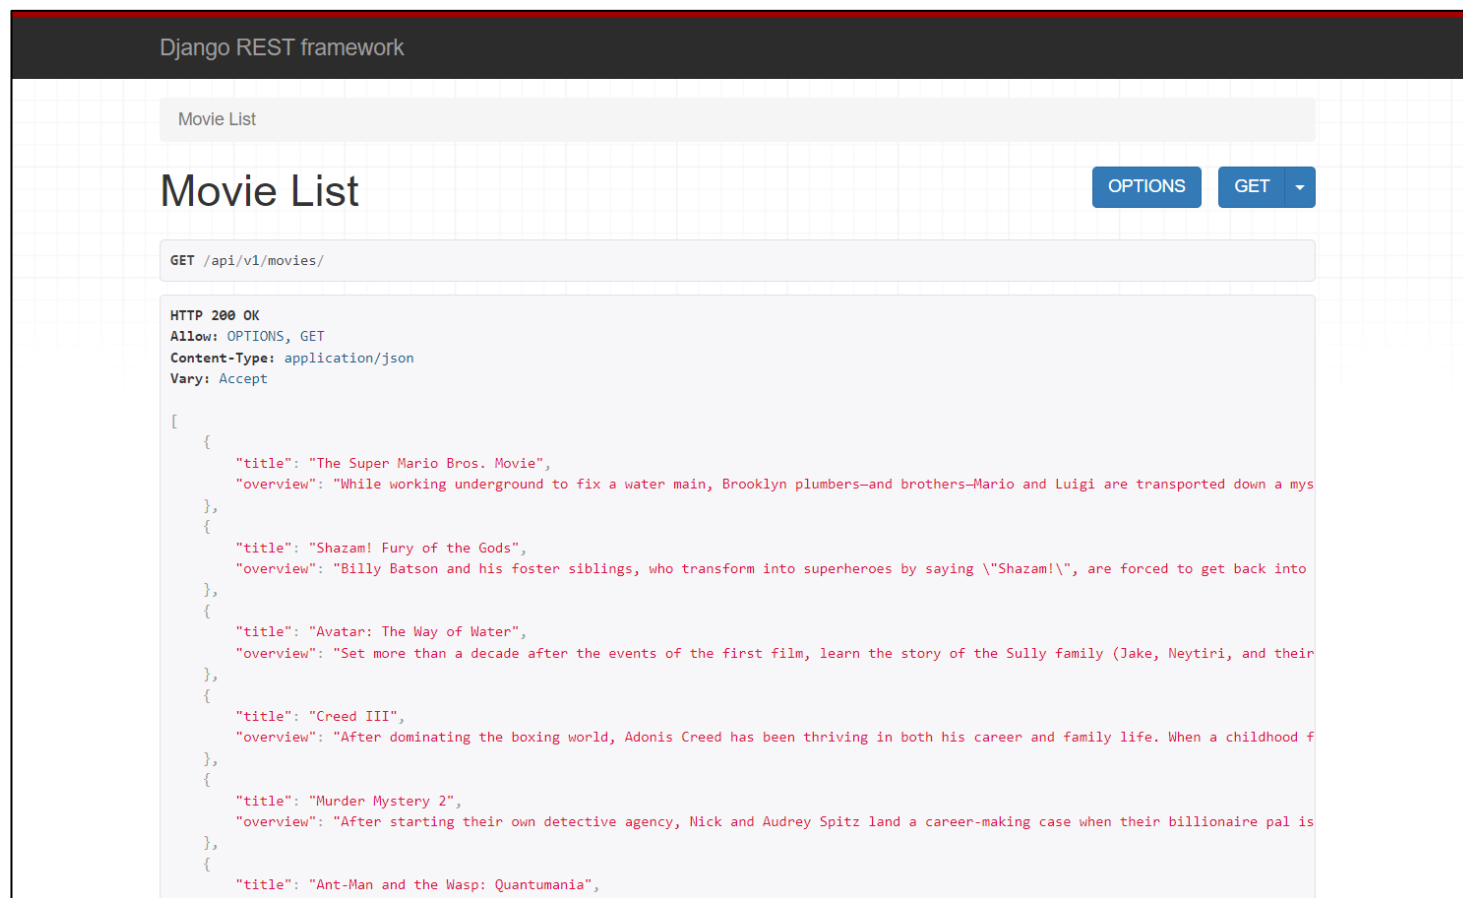 Django REST framework
Movie List
Movie List
OPTIONS
GET
GET /api/v1/movies/
HTTP 200 OK
Allow: OPTIONS, GET
Content-Type: application/json
Vary: Accept
[
{
"title": "The Super Mario Bros. Movie",
"overview": "While working underground to fix a water main, Brooklyn plumbers—and brothers—Mario and Luigi are transported down a mys
},
{
"title": "Shazam! Fury of the Gods",
"overview": "Billy Batson and his foster siblings, who transform into superheroes by saying \"Shazam!\", are forced to get back into
},
{
"title": "Avatar: The Way of Water",
"overview": "Set more than a decade after the events of the first film, learn the story of the Sully family (Jake, Neytiri, and their
},
{
"title": "Creed III",
"overview": "After dominating the boxing world, Adonis Creed has been thriving in both his career and family life. When a childhood f
},
{
"title": "Murder Mystery 2",
"overview": "After starting their own detective agency, Nick and Audrey Spitz land a career-making case when their billionaire pal is
},
{
"title": "Ant-Man and the Wasp: Quantumania",